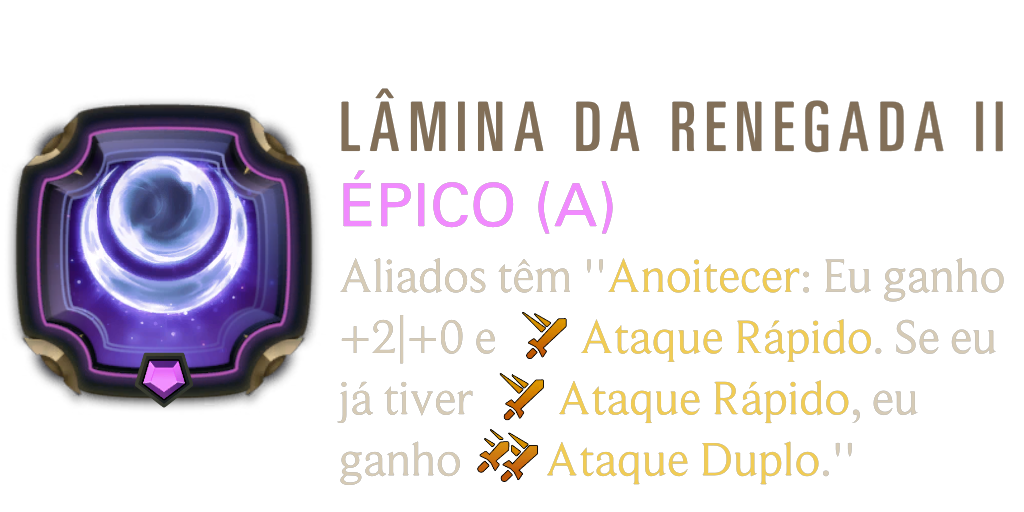 LÂMINA DA RENEGADA II
ÉPICO (A)
Aliados têm "Anoitecer: Eu ganho
+2|+0 e Ataque Rápido. Se eu
já tiver Ataque Rápido, eu
ganho Ataque Duplo."